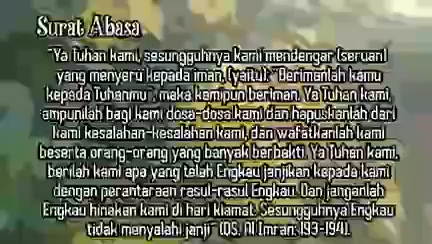 Surat Abasa
"Ya Tuhan kami, sesungguhnya kami mendengar (seruan)
yang menyeru kepada iman, (yaitu): "Berimanlah kamu
kepada Tuhanmu", maka kamipun beriman. Ya Tuhan kami,
ampunilah bagi kami dosa-dosa kami dan hapuskanlah dari
kami kesalahan-kesalahan kami, dan wafatkanlah kami
beserta orang-orang yang banyak berbakti. Ya Tuhan kami,
berilah kami apa yang telah Engkau janjikan kepada kami
dengan perantaraan rasul-rasul Engkau. Dan janganlah
Engkau hinakan kami di hari kiamat. Sesungguhnya Engkau
tidak menyalahi janji" (QS. Al Imran: 193-194).